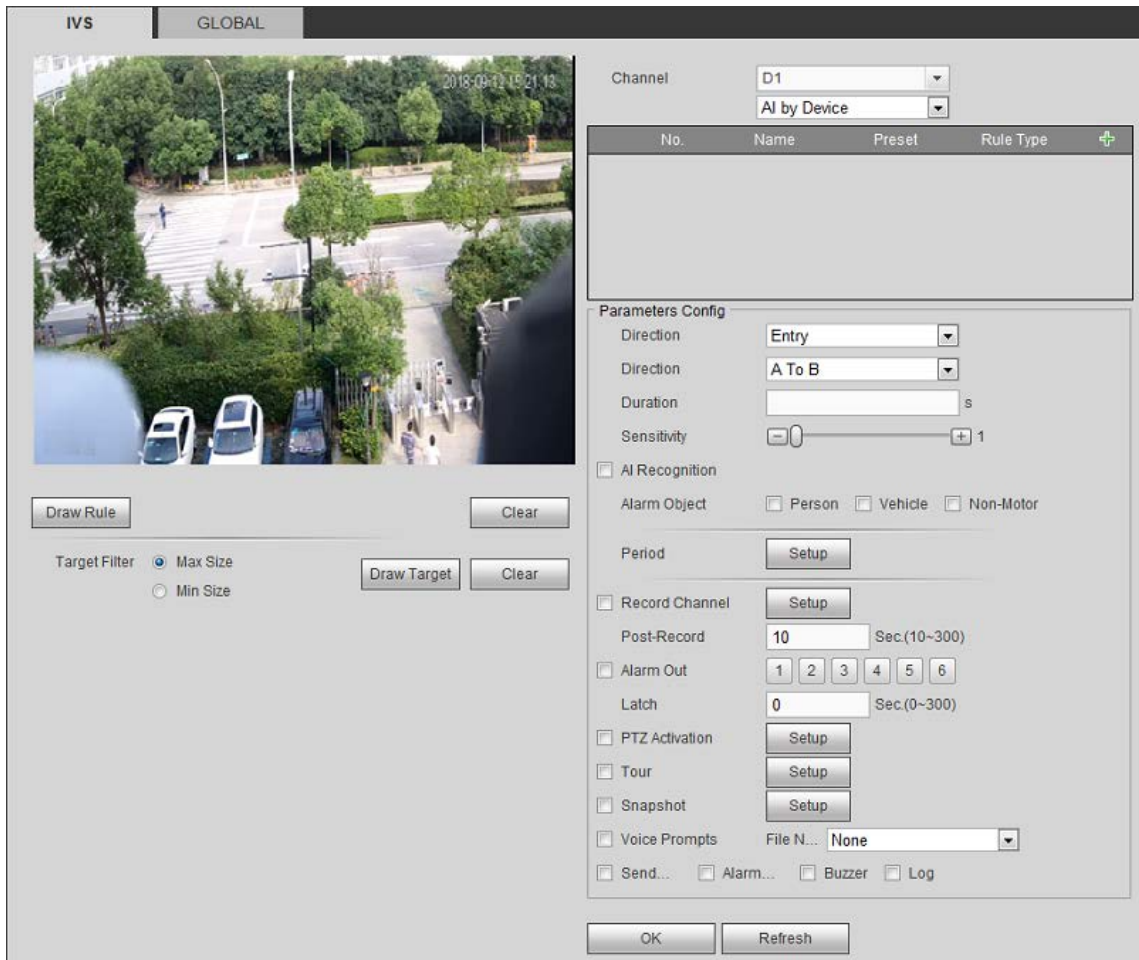 IVS GLOBAL
2018-09-12 15:21:13
Draw Rule Clear
Target Filter Max Size Draw Target Clear
Min Size
Channel D1
AI by Device
No. Name Preset Rule Type
Parameters Config
Direction Entry
Direction A To B
Duration s
Sensitivity 1
AI Recognition
Alarm Object Person Vehicle Non-Motor
Period Setup
Record Channel Setup
Post-Record 10 Sec.(10~300)
Alarm Out 1 2 3 4 5 6
Latch 0 Sec.(0~300)
PTZ Activation Setup
Tour Setup
Snapshot Setup
Voice Prompts File N... None
Send... Alarm... Buzzer Log
OK Refresh